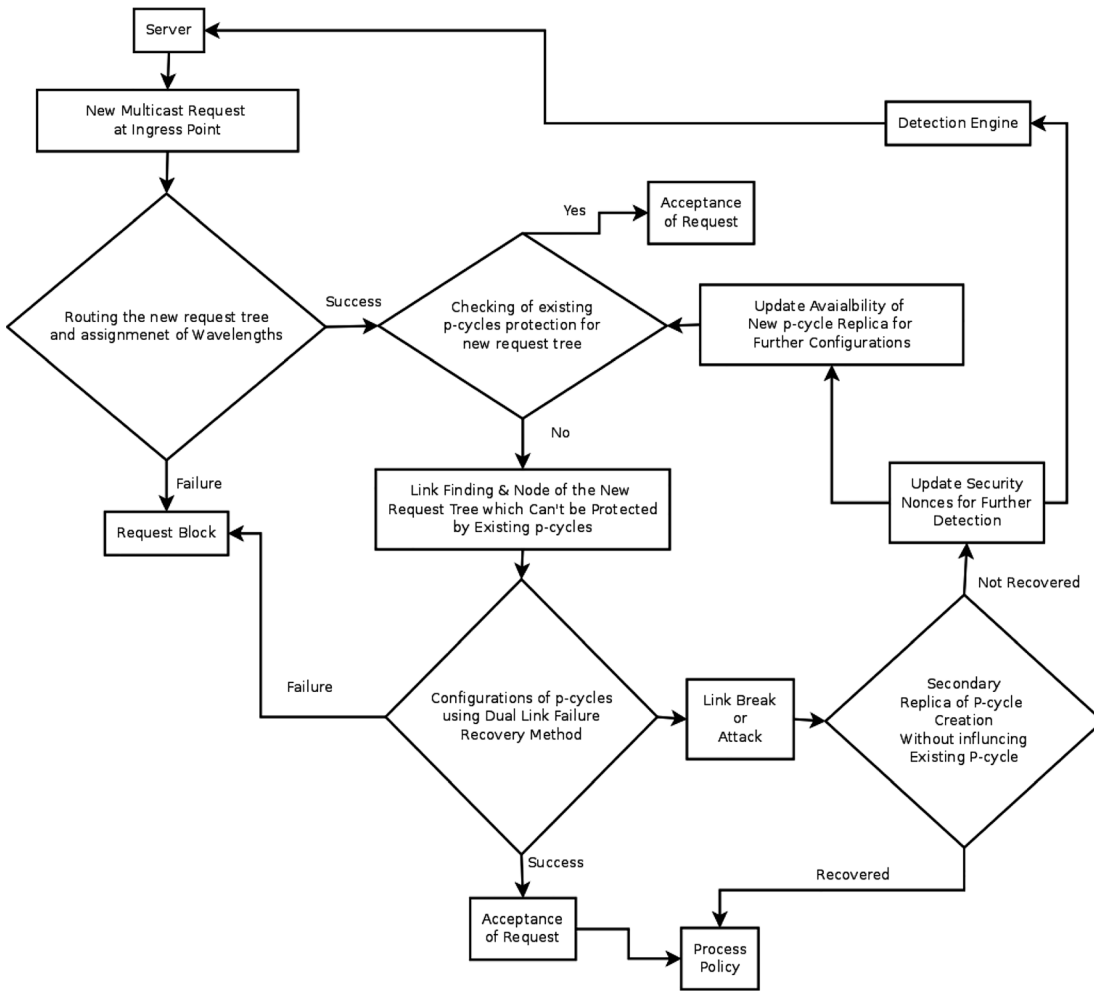 Server
New Multicast Request
at Ingress Point
Detection Engine
Yes
Acceptance
of Request
Routing the new request tree
and assignmenet of Wavelengths
Success
Checking of existing
p-cycles protection for
new request tree
Update Avaialbility of
New p-cycle Replica for
Further Configurations
No
Failure
Request Block
Link Finding & Node of the New
Request Tree which Can't be Protected
by Existing p-cycles
Update Security
Nonces for Further
Detection
Not Recovered
Failure
Configurations of p-cycles
using Dual Link Failure
Recovery Method
Link Break
or
Attack
Secondary
Replica of P-cycle
Creation
Without influncing
Existing P-cycle
Success
Recovered
Acceptance
of Request
Process
Policy